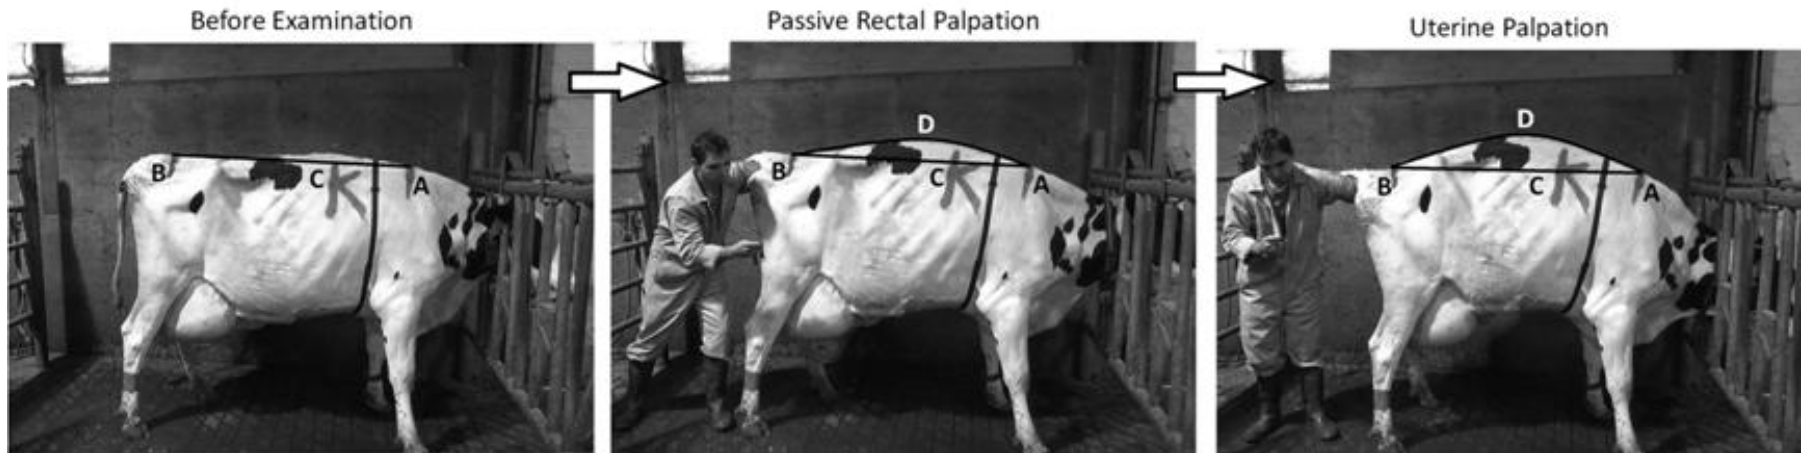 Before Examination
Passive Rectal Palpation
Uterine Palpation
B
C
K
A
D
B
C
K
A
D
B
C
K
A